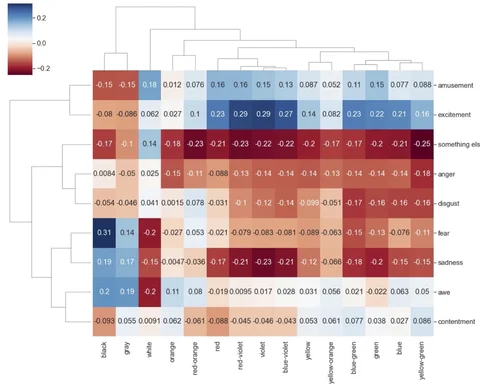 0.2
0.0
−0.2
-0.15 -0.15 0.18 0.012 0.076 0.16 0.16 0.15 0.13 0.087 0.052 0.11 0.15 0.077 0.088 amusement
-0.08 -0.086 0.062 0.027 0.1 0.23 0.29 0.29 0.27 0.14 0.082 0.23 0.22 0.21 0.16 excitement
-0.17 -0.1 0.14 -0.18 -0.23 -0.21 -0.23 -0.22 -0.22 -0.2 -0.17 -0.17 -0.2 -0.21 -0.25 something els
0.0084 -0.05 0.025 -0.15 -0.11 -0.088 -0.13 -0.14 -0.14 -0.13 -0.13 -0.14 -0.14 -0.14 -0.18 anger
-0.054 -0.046 0.041 0.0015 0.078 -0.031 -0.1 -0.12 -0.14 -0.099 -0.051 -0.17 -0.16 -0.16 -0.16 disgust
0.31 0.14 -0.2 -0.027 0.053 -0.021 -0.079 -0.083 -0.081 -0.089 -0.063 -0.15 -0.13 -0.076 -0.11 fear
0.19 0.17 -0.15 -0.0047 -0.036 -0.17 -0.21 -0.23 -0.21 -0.12 -0.066 -0.18 -0.2 -0.15 -0.15 sadness
0.2 0.19 -0.2 0.11 0.08 -0.019 0.0095 0.017 0.028 0.031 0.056 0.021 -0.022 0.063 0.05 awe
-0.093 0.055 0.0091 0.062 -0.061 -0.088 -0.045 -0.046 -0.043 0.053 0.061 0.077 0.038 0.027 0.086 contentment
black gray white orange red-orange red red-violet violet blue-violet yellow yellow-orange blue-green green blue yellow-green